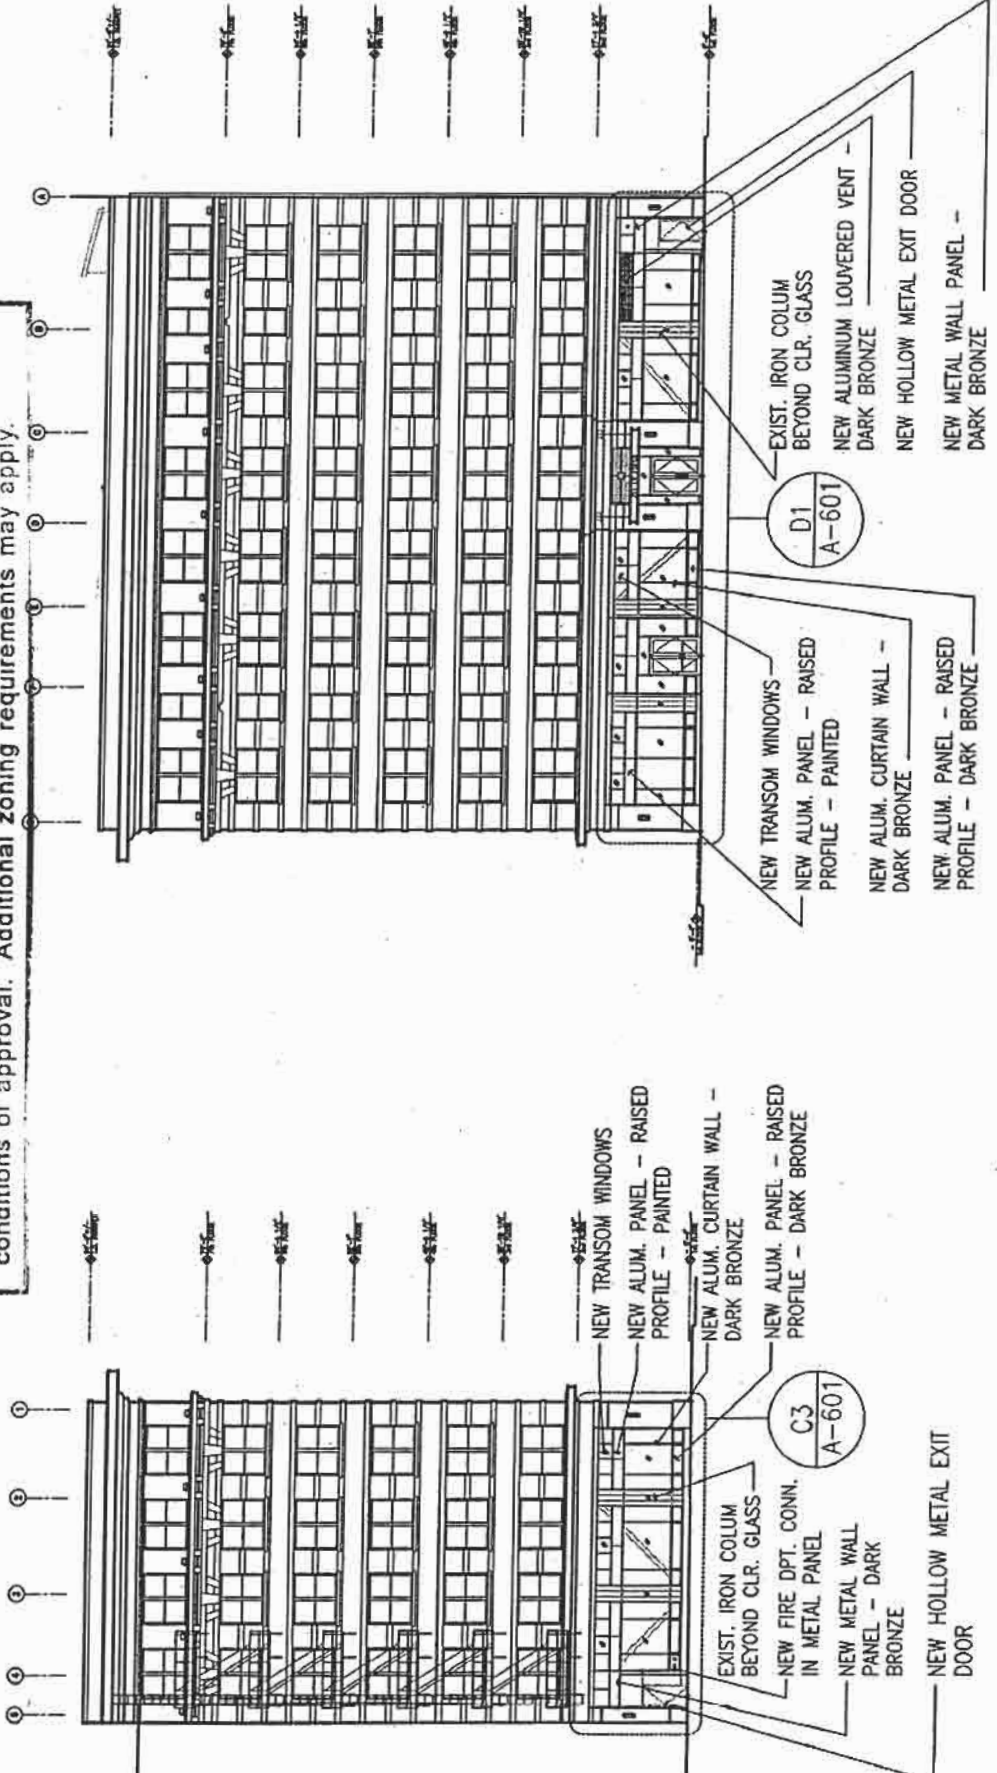 conditions of approval. Additional zoning requirements may apply.
A
B
C
D
E
NEW TRANSOM WINDOWS
NEW ALUM. PANEL - RAISED
PROFILE - PAINTED
NEW ALUM. CURTAIN WALL -
DARK BRONZE
NEW ALUM. PANEL - RAISED
PROFILE - DARK BRONZE
D1
A-601
EXIST. IRON COLUM
BEYOND CLR. GLASS
NEW ALUMINUM LOUVERED VENT -
DARK BRONZE
NEW HOLLOW METAL EXIT DOOR
NEW METAL WALL PANEL -
DARK BRONZE
5
4
3
2
1
NEW TRANSOM WINDOWS
NEW ALUM. PANEL - RAISED
PROFILE - PAINTED
NEW ALUM. CURTAIN WALL -
DARK BRONZE
NEW ALUM. PANEL - RAISED
PROFILE - DARK BRONZE
C3
A-601
EXIST. IRON COLUM
BEYOND CLR. GLASS
NEW FIRE DPT. CONN.
IN METAL PANEL
NEW METAL WALL
PANEL - DARK
BRONZE
NEW HOLLOW METAL EXIT
DOOR